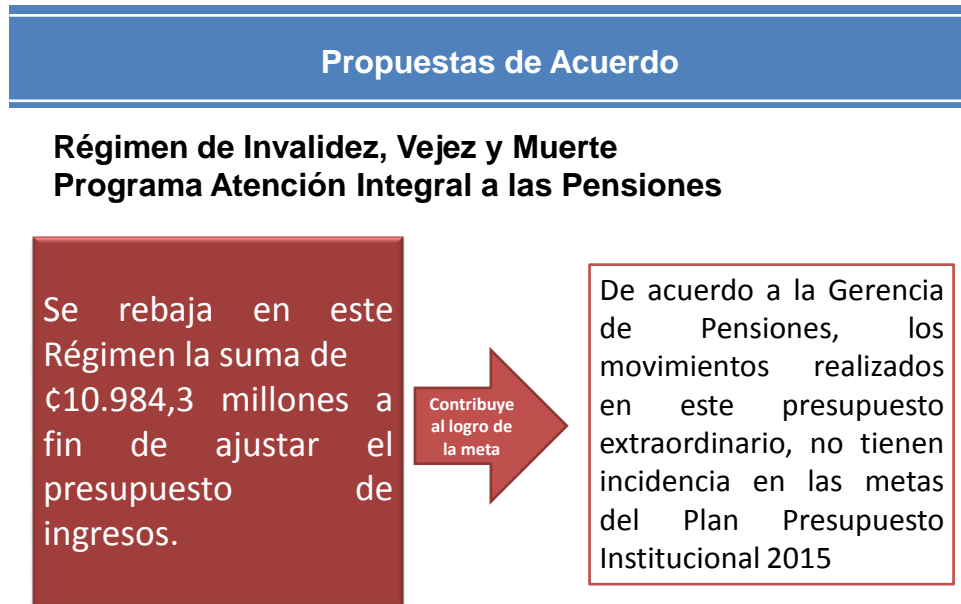 Propuestas de Acuerdo
Régimen de Invalidez, Vejez y Muerte
Programa Atención Integral a las Pensiones
Se rebaja en este
Régimen la suma de
¢10.984,3 millones a
fin de ajustar el
presupuesto de
ingresos.
Contribuye
al logro de
la meta
De acuerdo a la Gerencia
de Pensiones, los
movimientos realizados
en este presupuesto
extraordinario, no tienen
incidencia en las metas
del Plan Presupuesto
Institucional 2015